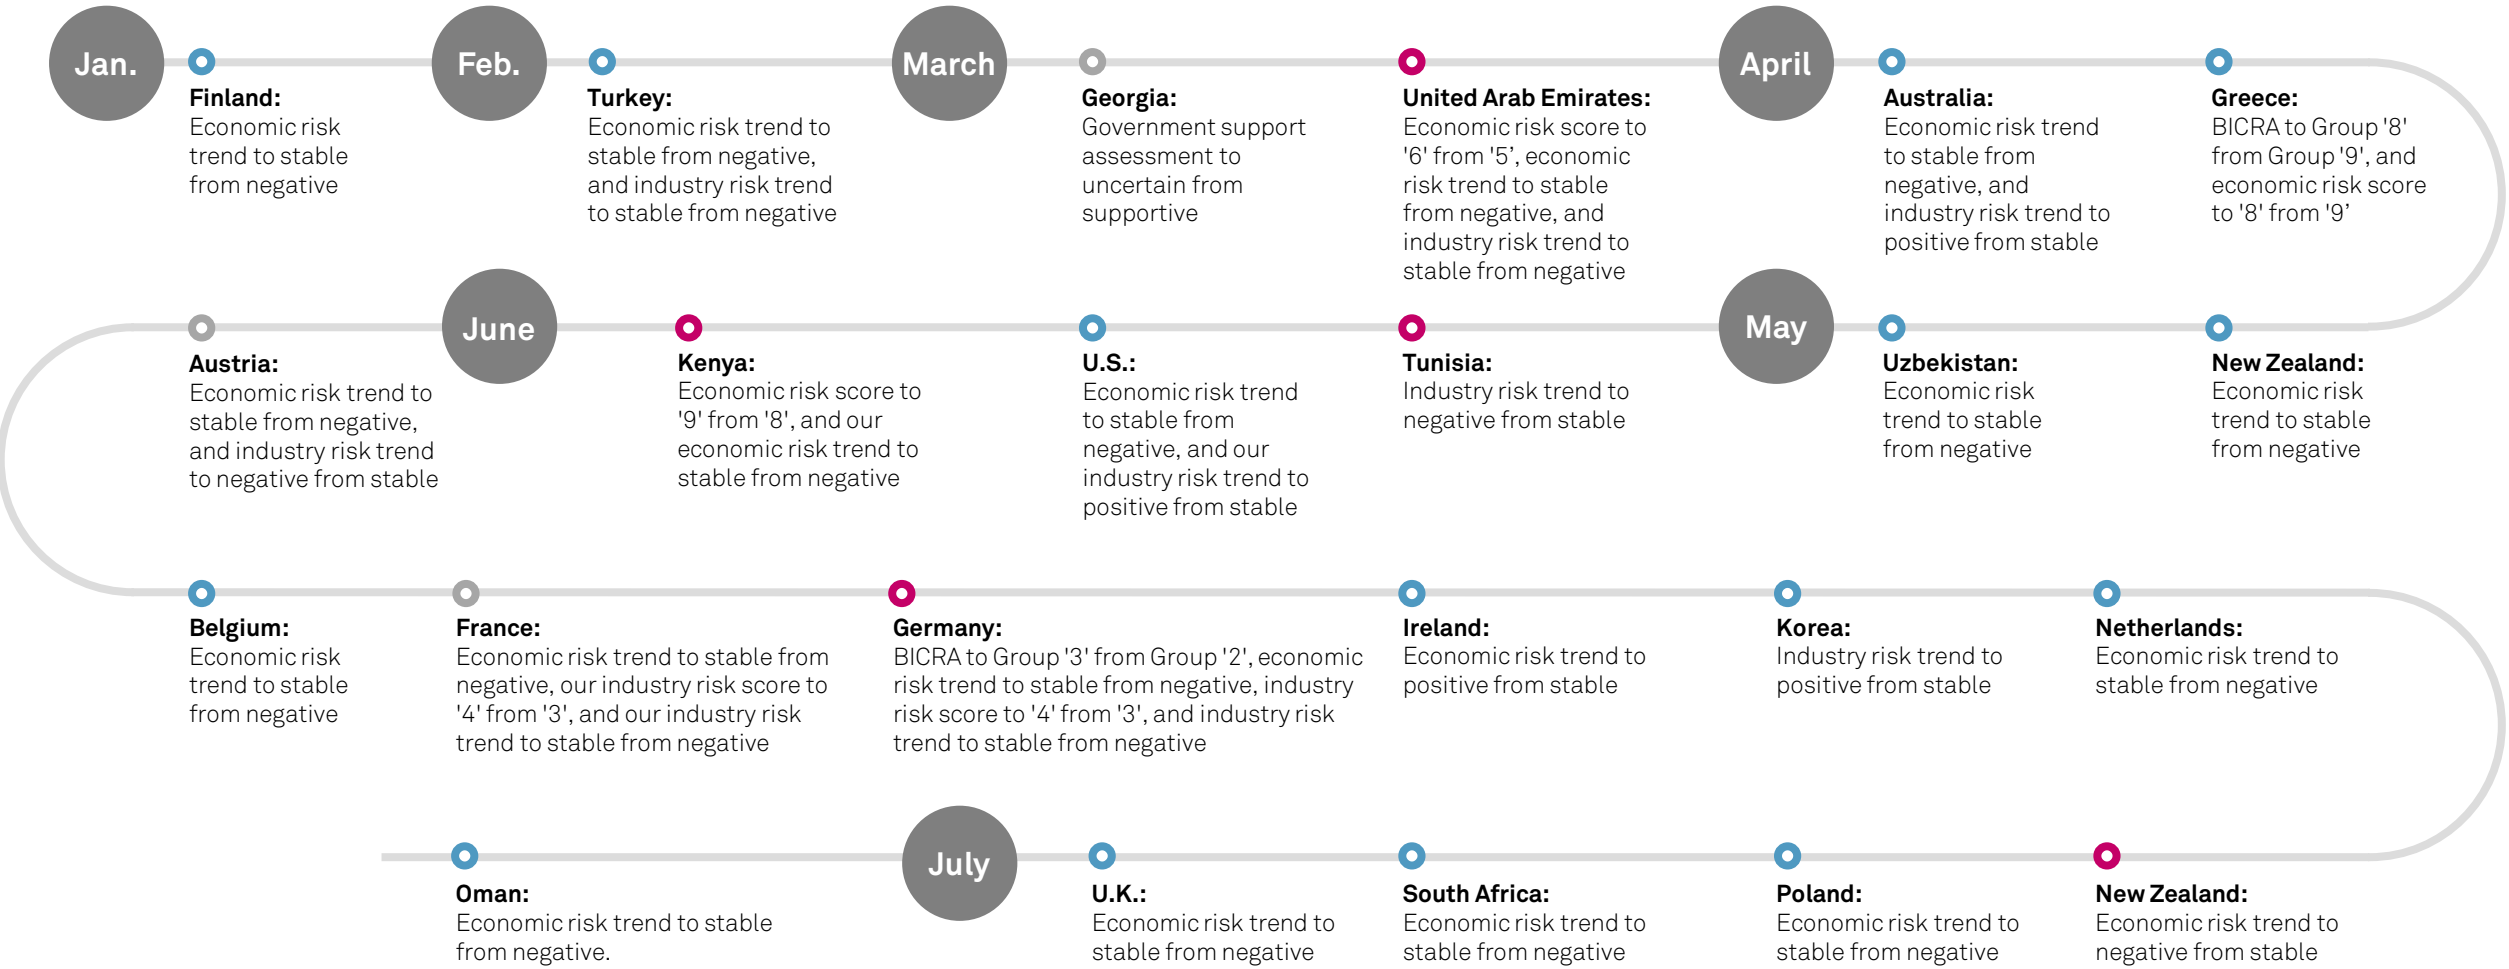 Jan.
Finland:
Economic risk
trend to stable
from negative
Feb.
Turkey:
Economic risk trend to
stable from negative,
and industry risk trend
to stable from negative
March
Georgia:
Government support
assessment to
uncertain from
supportive
United Arab Emirates:
Economic risk score to
'6' from '5’, economic
risk trend to stable
from negative, and
industry risk trend to
stable from negative
April
Australia:
Economic risk trend
to stable from
negative, and
industry risk trend to
positive from stable
Greece:
BICRA to Group '8'
from Group '9', and
economic risk score
to '8' from '9’
New Zealand:
Economic risk
trend to stable
from negative
Uzbekistan:
Economic risk
trend to stable
from negative
May
Tunisia:
Industry risk trend to
negative from stable
U.S.:
Economic risk trend
to stable from
negative, and our
industry risk trend to
positive from stable
Kenya:
Economic risk score to
'9' from '8', and our
economic risk trend to
stable from negative
June
Austria:
Economic risk trend to
stable from negative,
and industry risk trend
to negative from stable
Belgium:
Economic risk
trend to stable
from negative
France:
Economic risk trend to stable from
negative, our industry risk score to
'4' from '3', and our industry risk
trend to stable from negative
Germany:
BICRA to Group '3' from Group '2', economic
risk trend to stable from negative, industry
risk score to '4' from '3', and industry risk
trend to stable from negative
Ireland:
Economic risk trend to
positive from stable
Korea:
Industry risk trend to
positive from stable
Netherlands:
Economic risk trend to
stable from negative
New Zealand:
Economic risk trend to
negative from stable
Poland:
Economic risk trend to
stable from negative
South Africa:
Economic risk trend to
stable from negative
U.K.:
Economic risk trend to
stable from negative
July
Oman:
Economic risk trend to stable
from negative.